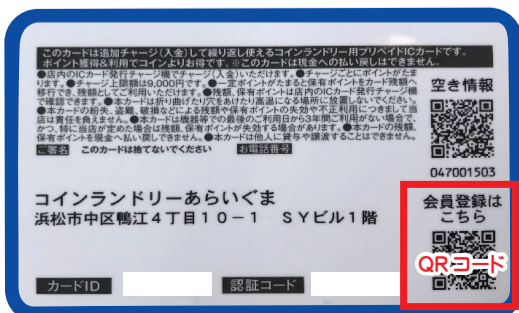 このカードは追加チャージ(入金)して繰り返し使えるコインランドリー用プリペイドICカードです。
ポイント獲得&利用でコインよりお得です。※このカードは現金への払い戻しはできません。
●店内のICカード発行チャージ機でチャージ(入金)いただけます。●チャージごとにポイントがたま
ります。●チャージ上限額は9,000円です。●一定ポイントがたまると保有ポイントをカード残額へ
移行でき、残額としてご利用いただけます。●残額、保有ポイントは店内のICカード発行チャージ機
で確認できます。●本カードは折り曲げたり穴をあけたり高温になる場所に放置しないでください。
●本カードの紛失、盗難、破損などによる残額や保有ポイントの失効や不正利用につきまして、当
店は責任を負えません。●本カードは機器等での最後のご利用日から3年間ご利用がない場合で、
かつ、特に当店が定めた場合は残額、保有ポイントが失効する場合があります。●本カードの残額、
保有ポイントを現金へ払い戻しできません。●本カードは他人に貸与や譲渡することはできません。
ご署名 このカードは捨てないでください お電話番号
空き情報
047001503
コインランドリーあらいぐま
浜松市中区鴨江4丁目10-1 SYビル1階
会員登録は
こちら
QRコード
カードID 認証コード